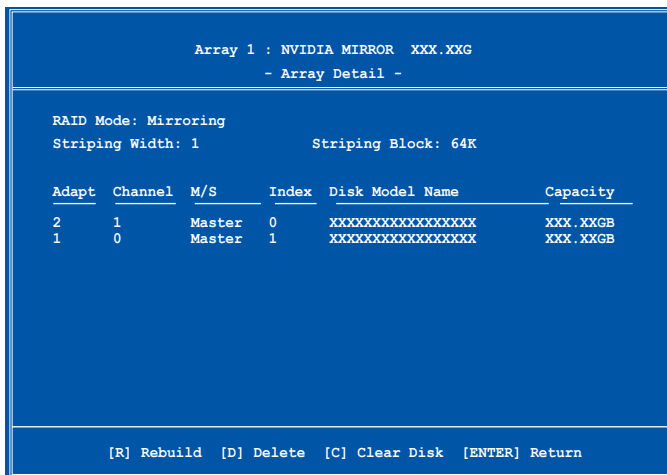 Array 1 : NVIDIA MIRROR XXX.XXG
- Array Detail -
RAID Mode: Mirroring
Striping Width: 1 Striping Block: 64K
Adapt Channel M/S Index Disk Model Name Capacity
2 1 Master 0 XXXXXXXXXXXXXXXXX XXX.XXGB
1 0 Master 1 XXXXXXXXXXXXXXXXX XXX.XXGB
[R] Rebuild [D] Delete [C] Clear Disk [ENTER] Return